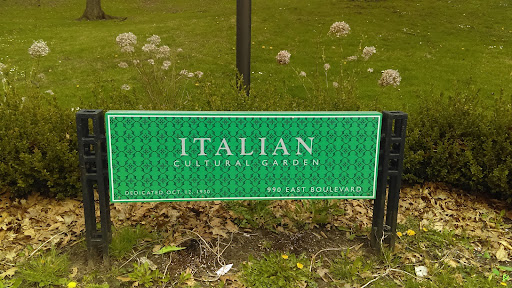 ITALIAN
CULTURAL GARDEN
DEDICATED OCT. 12, 1930
990 EAST BOULEVARD